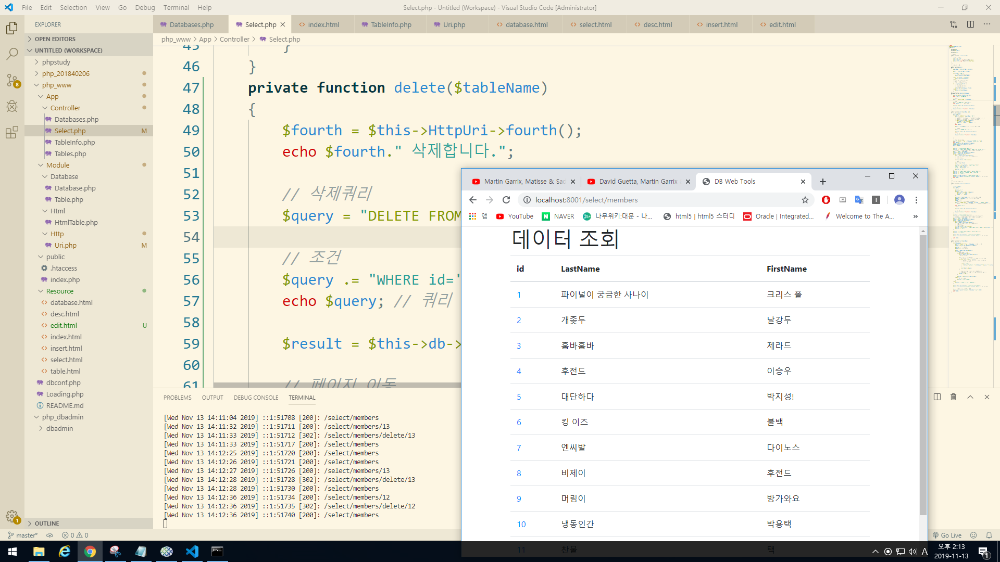 File Edit Selection View Go Debug Terminal Help
Select.php - Untitled (Workspace) - Visual Studio Code [Administrator]
EXPLORER
Databases.php
Select.php
index.html
TableInfo.php
Uri.php
database.html
select.html
desc.html
insert.html
edit.html
OPEN EDITORS
UNTITLED (WORKSPACE)
phpstudy
php_201840206
php_www
App
Controller
Databases.php
Select.php M
TableInfo.php
Tables.php
Module
Database
Database.php
Table.php
Html
HtmlTable.php
Http
Uri.php M
public
.htaccess
index.php
Resource
database.html
desc.html
edit.html U
index.html
insert.html
select.html
table.html
dbconf.php
Loading.php
README.md
php_dbadmin
dbadmin
OUTLINE
php_www > App > Controller > Select.php
45 }
46 }
47 private function delete($tableName)
48 {
49 $fourth = $this->HttpUri->fourth();
50 echo $fourth." 삭제합니다.";
51
52 // 삭제쿼리
53 $query = "DELETE FROM
54
55 // 조건
56 $query .= "WHERE id='
57 echo $query; // 쿼리
58
59 $result = $this->db->
60
61 // 페이지 이동
PROBLEMS OUTPUT DEBUG CONSOLE TERMINAL
[Wed Nov 13 14:11:04 2019] ::1:51708 [200]: /select/members
[Wed Nov 13 14:11:32 2019] ::1:51711 [200]: /select/members/13
[Wed Nov 13 14:11:33 2019] ::1:51712 [302]: /select/members/delete/13
[Wed Nov 13 14:11:33 2019] ::1:51717 [200]: /select/members
[Wed Nov 13 14:12:25 2019] ::1:51720 [200]: /select/members
[Wed Nov 13 14:12:26 2019] ::1:51721 [200]: /select/members
[Wed Nov 13 14:12:27 2019] ::1:51726 [200]: /select/members/13
[Wed Nov 13 14:12:28 2019] ::1:51728 [302]: /select/members/delete/13
[Wed Nov 13 14:12:28 2019] ::1:51730 [200]: /select/members
[Wed Nov 13 14:12:36 2019] ::1:51734 [200]: /select/members/12
[Wed Nov 13 14:12:36 2019] ::1:51735 [302]: /select/members/delete/12
[Wed Nov 13 14:12:36 2019] ::1:51740 [200]: /select/members
Martin Garrix, Matisse & Sad
David Guetta, Martin Garrix
DB Web Tools
localhost:8001/select/members
앱
YouTube
NAVER
나무위키:대문 - 나...
html5 | html5 스터디
Oracle | Integrated...
Welcome to The A...
»
데이터 조회
id LastName FirstName
1 파이널이 궁금한 사나이 크리스 폴
2 개좆두 날강두
3 훔바훔바 제라드
4 후전드 이승우
5 대단하다 박지성!
6 킹 이즈 불백
7 엔씨발 다이노스
8 비제이 후전드
9 머림이 방가와요
10 냉동인간 박용택
11 찬물 택
master* 0 0
Go Live
8
1
A
오후 2:13
2019-11-13
1